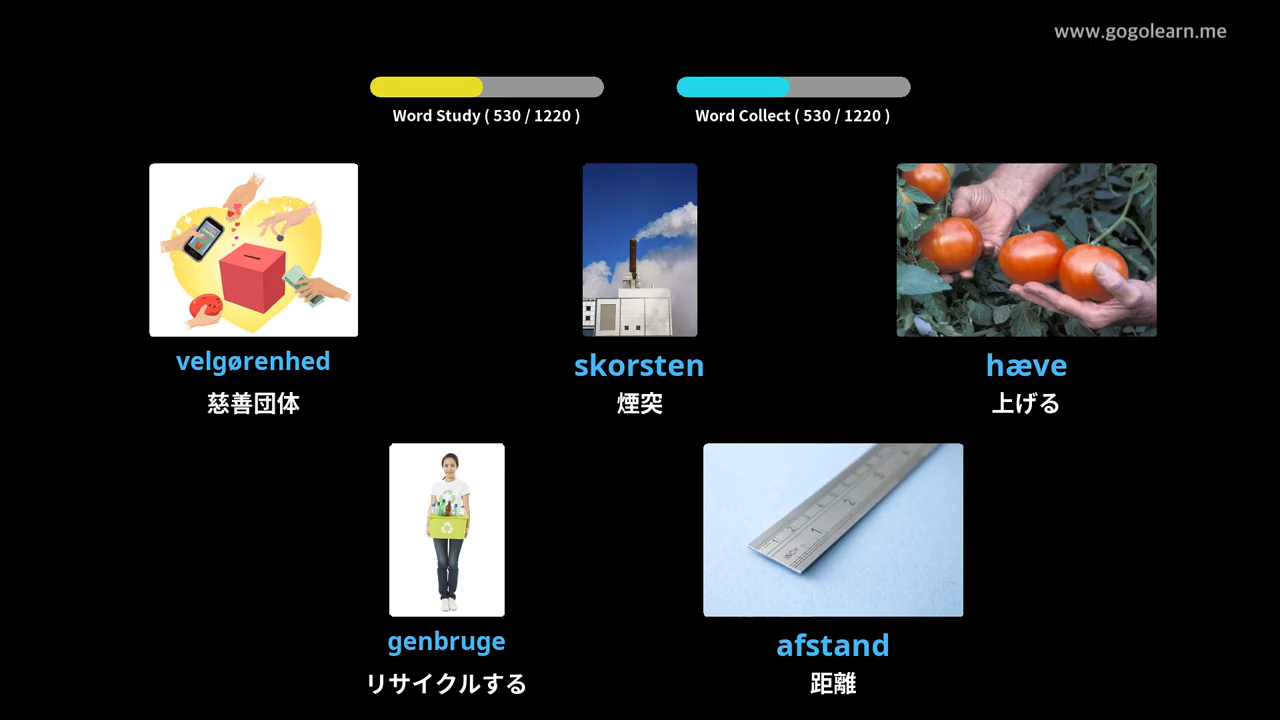 www.gogolearn.me
Word Study ( 530 / 1220 )
Word Collect ( 530 / 1220 )
velgørenhed
慈善団体
skorsten
煙突
hæve
上げる
genbruge
リサイクルする
afstand
距離